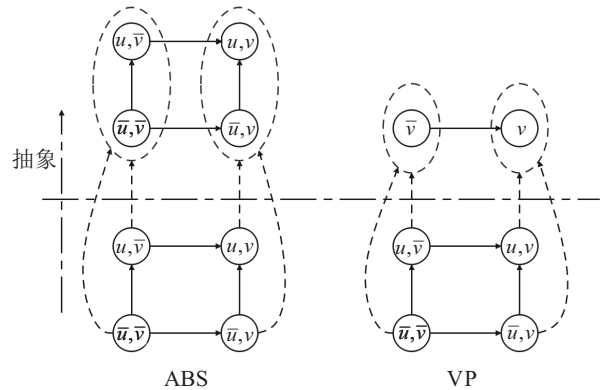 u,v̅ u,v
u̅,v̅ u̅,v v̅ v
抽象
u,v̅ u,v u,v̅ u,v
u̅,v̅ u̅,v u̅,v̅ u̅,v
ABS VP